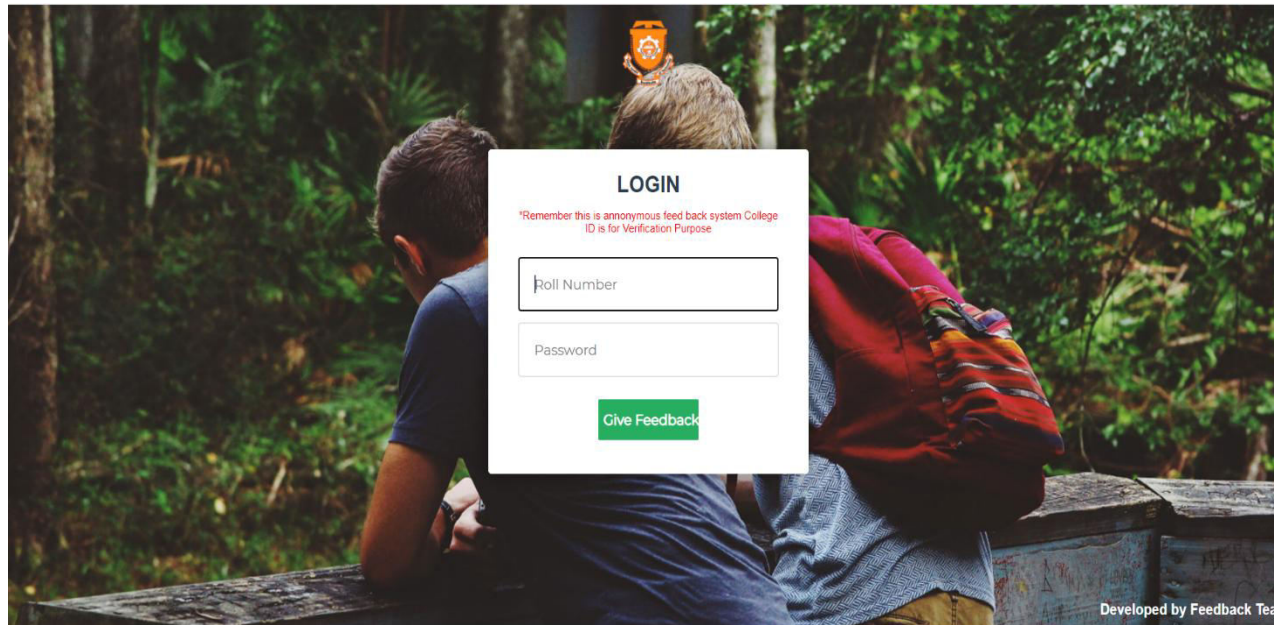 LOGIN
*Remember this is annonymous feed back system College
ID is for Verification Purpose
Roll Number
Password
Give Feedback
Developed by Feedback Tea